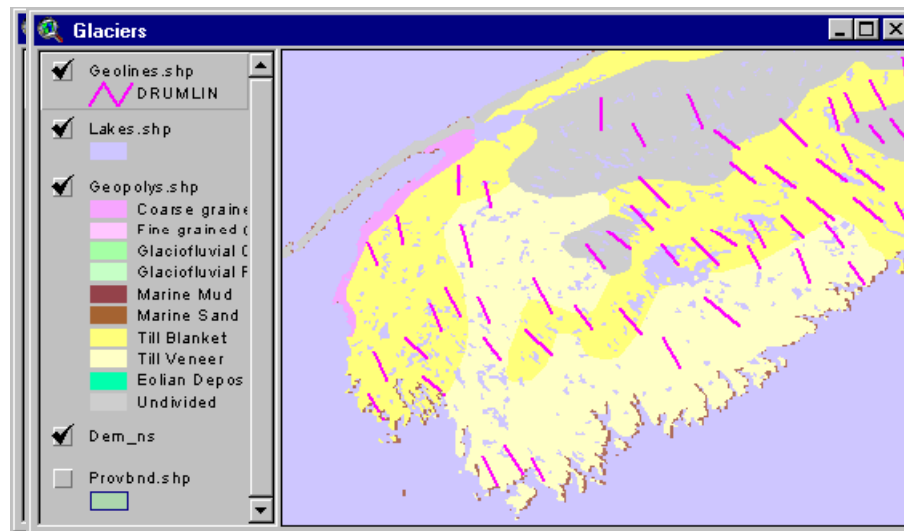 Glaciers
Geolines.shp
DRUMLIN
Lakes.shp
Geopolys.shp
Coarse graine
Fine grained
Glaciofluvial
Glaciofluvial F
Marine Mud
Marine Sand
Till Blanket
Till Veneer
Eolian Depos
Undivided
Dem_ns
Provbnd.shp